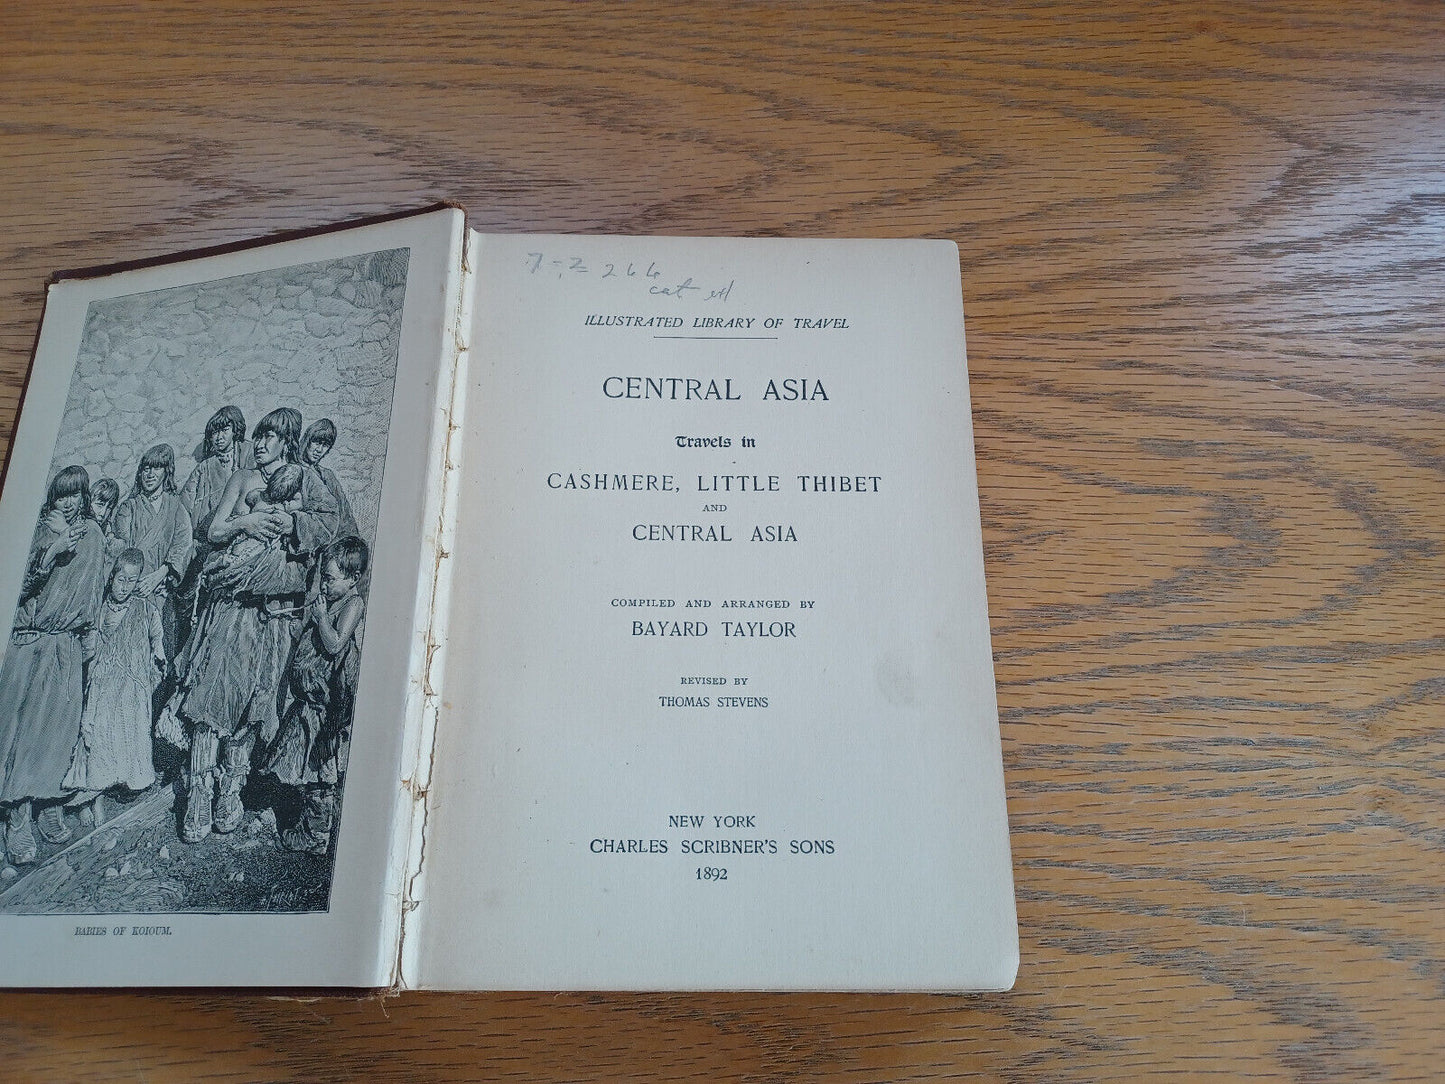 7-2 266
cat
ILLUSTRATED LIBRARY OF TRAVEL
CENTRAL ASIA
Travels in
CASHMERE, LITTLE THIBET
AND
CENTRAL ASIA
COMPILED AND ARRANGED BY
BAYARD TAYLOR
REVISED BY
THOMAS STEVENS
NEW YORK
CHARLES SCRIBNER'S SONS
1892
BABIES OF KOIOUM.